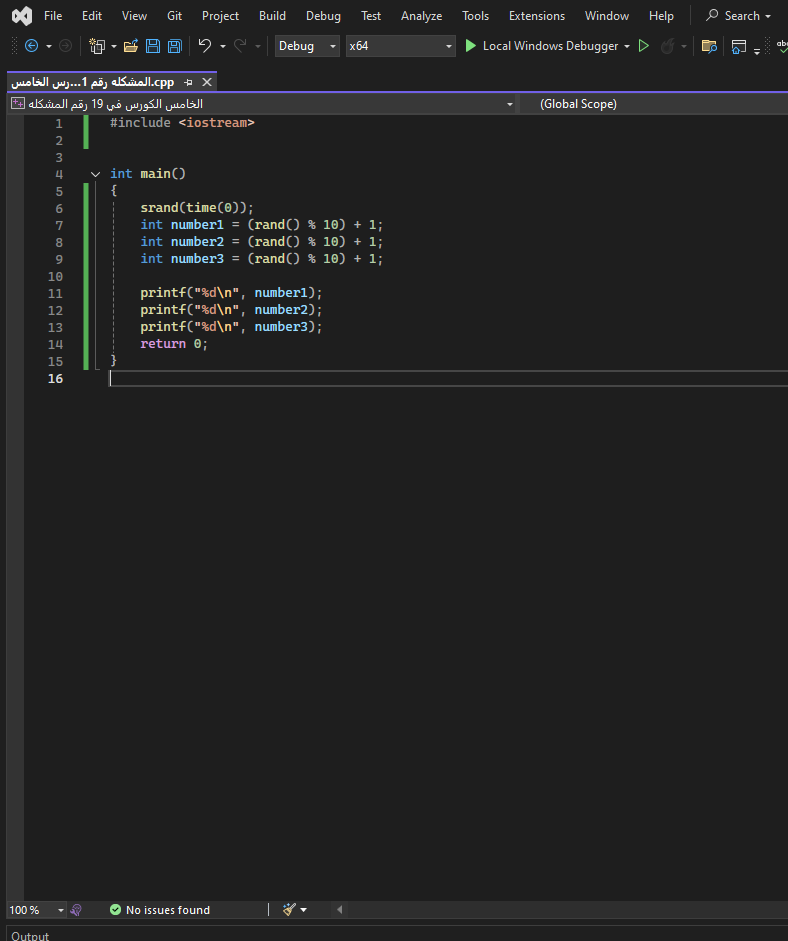 File Edit View Git Project Build Debug Test Analyze Tools Extensions Window Help Search
Debug x64 Local Windows Debugger
المشكله رقم 1...رس الخامس.cpp
الخامس الكورس في 19 رقم المشكله (Global Scope)
1 #include <iostream>
2
3
4 int main()
5 {
6 srand(time(0));
7 int number1 = (rand() % 10) + 1;
8 int number2 = (rand() % 10) + 1;
9 int number3 = (rand() % 10) + 1;
10
11 printf("%d\n", number1);
12 printf("%d\n", number2);
13 printf("%d\n", number3);
14 return 0;
15 }
16
100 % No issues found
Output